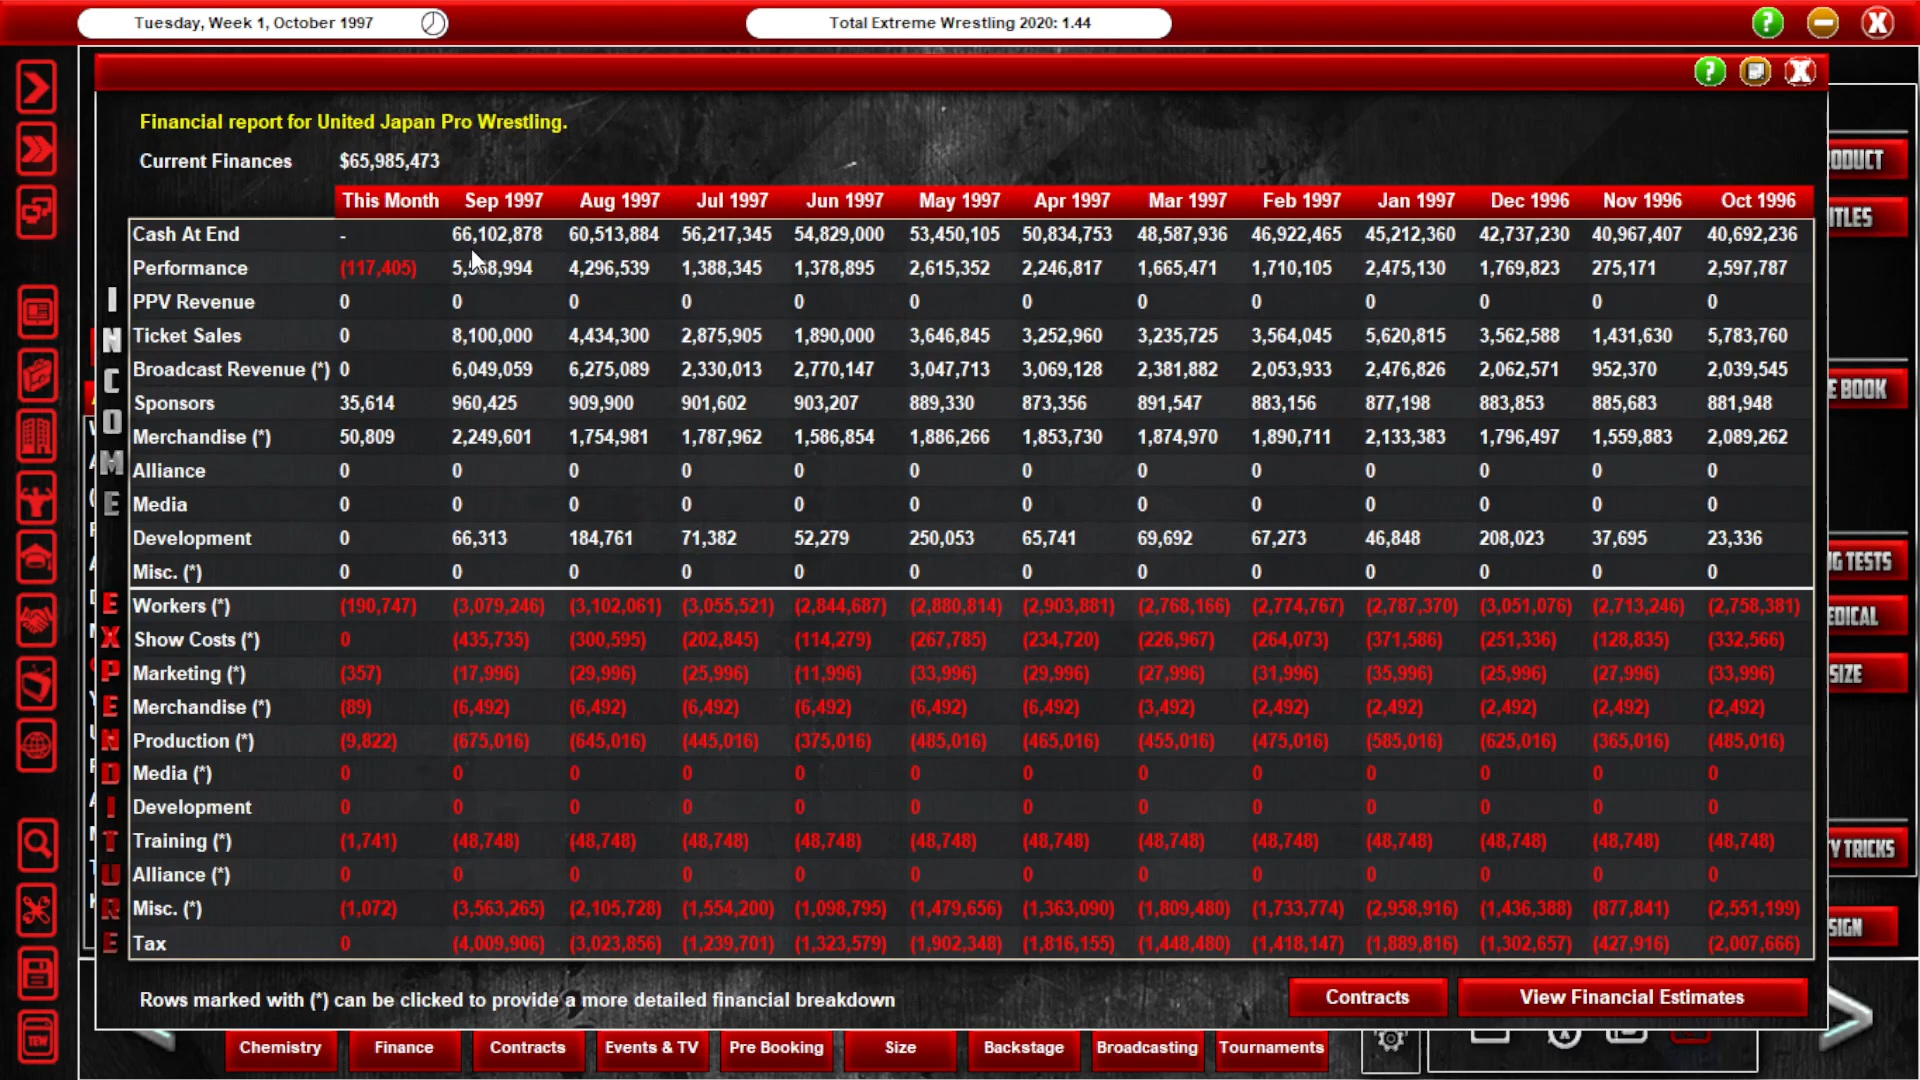 Tuesday, Week 1, October 1997
Total Extreme Wrestling 2020: 1.44
Financial report for United Japan Pro Wrestling.
Current Finances $65,985,473
This Month Sep 1997 Aug 1997 Jul 1997 Jun 1997 May 1997 Apr 1997 Mar 1997 Feb 1997 Jan 1997 Dec 1996 Nov 1996 Oct 1996
INCOME
Cash At End - 66,102,878 60,513,884 56,217,345 54,829,000 53,450,105 50,834,753 48,587,936 46,922,465 45,212,360 42,737,230 40,967,407 40,692,236
Performance (117,405) 4,296,539 1,388,345 1,378,895 2,615,352 2,246,817 1,665,471 1,710,105 2,475,130 1,769,823 275,171 2,597,787
PPV Revenue 0 0 0 0 0 0 0 0 0 0 0 0 0
Ticket Sales 0 8,100,000 4,434,300 2,875,905 1,890,000 3,646,845 3,252,960 3,235,725 3,564,045 5,620,815 3,562,588 1,431,630 5,783,760
Broadcast Revenue (*) 0 6,049,059 6,275,089 2,330,013 2,770,147 3,047,713 3,069,128 2,381,882 2,053,933 2,476,826 2,062,571 952,370 2,039,545
Sponsors 35,614 960,425 909,900 901,602 903,207 889,330 873,356 891,547 883,156 877,198 883,853 885,683 881,948
Merchandise (*) 50,809 2,249,601 1,754,981 1,787,962 1,586,854 1,886,266 1,853,730 1,874,970 1,890,711 2,133,383 1,796,497 1,559,883 2,089,262
Alliance 0 0 0 0 0 0 0 0 0 0 0 0 0
Media 0 0 0 0 0 0 0 0 0 0 0 0 0
Development 0 66,313 184,761 71,382 52,279 250,053 65,741 69,692 67,273 46,848 208,023 37,695 23,336
Misc. (*) 0 0 0 0 0 0 0 0 0 0 0 0 0
EXPENDITURE
Workers (*) (190,747) (3,079,246) (3,102,061) (3,055,521) (2,844,687) (2,880,814) (2,903,881) (2,768,166) (2,774,767) (2,787,370) (3,051,076) (2,713,246) (2,758,381)
Show Costs (*) 0 (435,735) (300,595) (202,845) (114,279) (267,785) (234,720) (226,967) (264,073) (371,586) (251,336) (128,835) (332,566)
Marketing (*) (357) (17,996) (29,996) (25,996) (11,996) (33,996) (29,996) (27,996) (31,996) (35,996) (25,996) (27,996) (33,996)
Merchandise (*) (89) (6,492) (6,492) (6,492) (6,492) (6,492) (6,492) (3,492) (2,492) (2,492) (2,492) (2,492) (2,492)
Production (*) (9,822) (675,016) (645,016) (445,016) (375,016) (485,016) (465,016) (455,016) (475,016) (585,016) (625,016) (365,016) (485,016)
Media (*) 0 0 0 0 0 0 0 0 0 0 0 0 0
Development 0 0 0 0 0 0 0 0 0 0 0 0 0
Training (*) (1,741) (48,748) (48,748) (48,748) (48,748) (48,748) (48,748) (48,748) (48,748) (48,748) (48,748) (48,748) (48,748)
Alliance (*) 0 0 0 0 0 0 0 0 0 0 0 0 0
Misc. (*) (1,072) (3,563,265) (2,105,728) (1,554,200) (1,098,795) (1,479,656) (1,363,090) (1,809,480) (1,733,774) (2,958,916) (1,436,388) (877,841) (2,551,199)
Tax 0 (4,009,906) (3,023,856) (1,239,701) (1,323,579) (1,902,348) (1,816,155) (1,448,480) (1,418,147) (1,889,816) (1,302,657) (427,916) (2,007,666)
Rows marked with (*) can be clicked to provide a more detailed financial breakdown
Contracts
View Financial Estimates
Chemistry Finance Contracts Events & TV Pre Booking Size Backstage Broadcasting Tournaments
BOOK
TESTS
SIZE
TRICKS
TEW